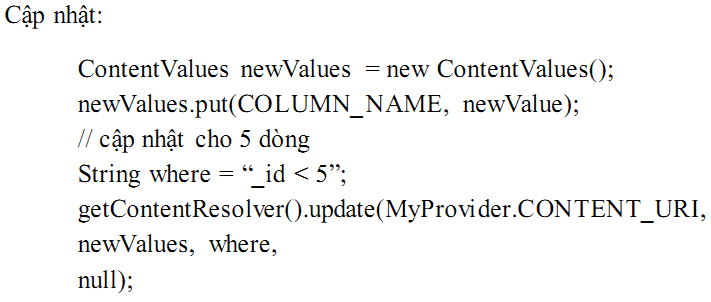 Cập nhật:
ContentValues newValues = new ContentValues();
newValues.put(COLUMN_NAME, newValue);
// cập nhật cho 5 dòng
String where = “_id < 5”;
getContentResolver().update(MyProvider.CONTENT_URI,
newValues, where,
null);